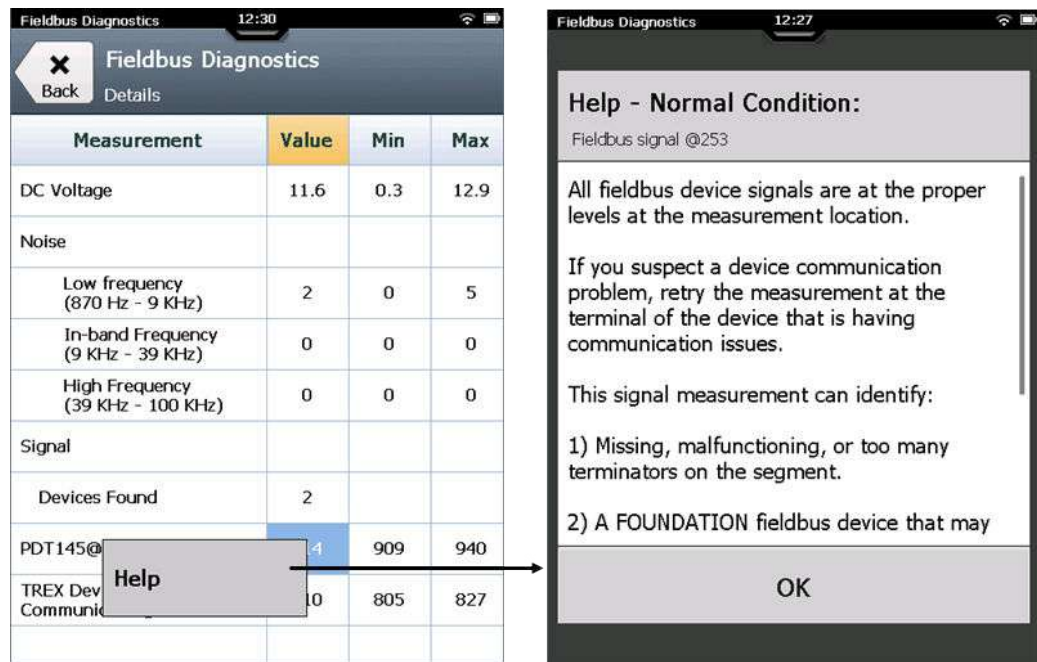 Fieldbus Diagnostics 12:30
Back
Fieldbus Diagnostics
Details
Measurement Value Min Max
DC Voltage 11.6 0.3 12.9
Noise
Low frequency
(870 Hz - 9 KHz) 2 0 5
In-band Frequency
(9 KHz - 39 KHz) 0 0 0
High Frequency
(39 KHz - 100 KHz) 0 0 0
Signal
Devices Found 2
PDT145@ 4 909 940
TREX Dev
Communic 10 805 827
Help
Fieldbus Diagnostics 12:27
Help - Normal Condition:
Fieldbus signal @253
All fieldbus device signals are at the proper
levels at the measurement location.
If you suspect a device communication
problem, retry the measurement at the
terminal of the device that is having
communication issues.
This signal measurement can identify:
1) Missing, malfunctioning, or too many
terminators on the segment.
2) A FOUNDATION fieldbus device that may
OK